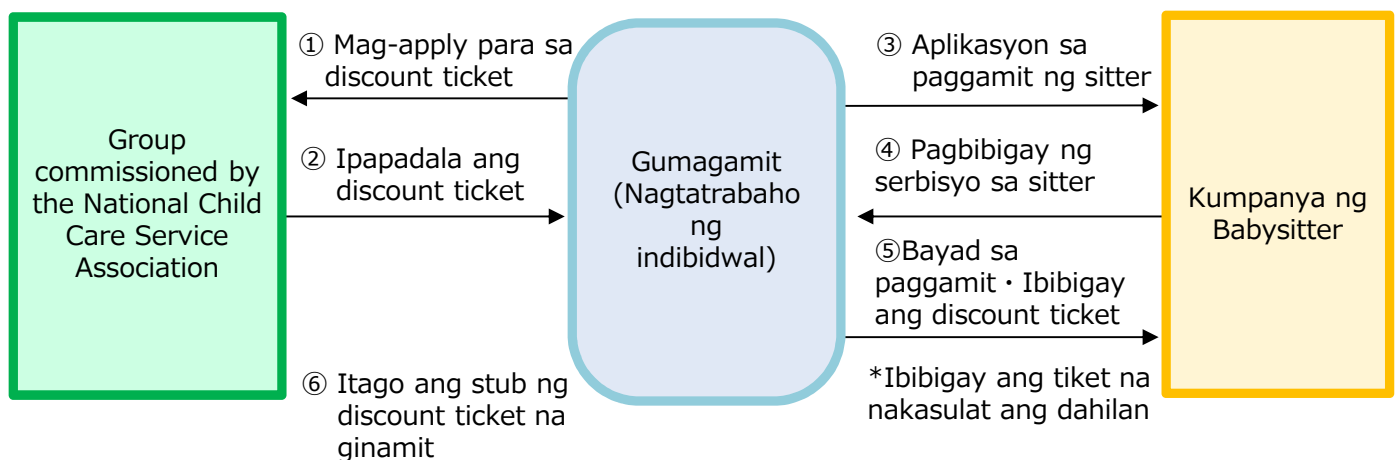 Group
commissioned by
the National Child
Care Service
Association
① Mag-apply para sa
discount ticket
② Ipapadala ang
discount ticket
⑥ Itago ang stub ng
discount ticket na
ginamit
Gumagamit
(Nagtatrabaho
ng
indibidwal)
③ Aplikasyon sa
paggamit ng sitter
④ Pagbibigay ng
serbisyo sa sitter
⑤Bayad sa
paggamit・Ibibigay
ang discount ticket
*Ibibigay ang tiket na
nakasulat ang dahilan
Kumpanya ng
Babysitter